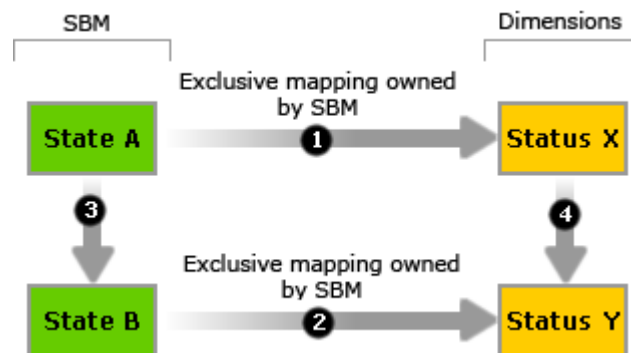 SBM
Dimensions
Exclusive mapping owned
by SBM
State A
1
Status X
3
4
Exclusive mapping owned
by SBM
State B
2
Status Y